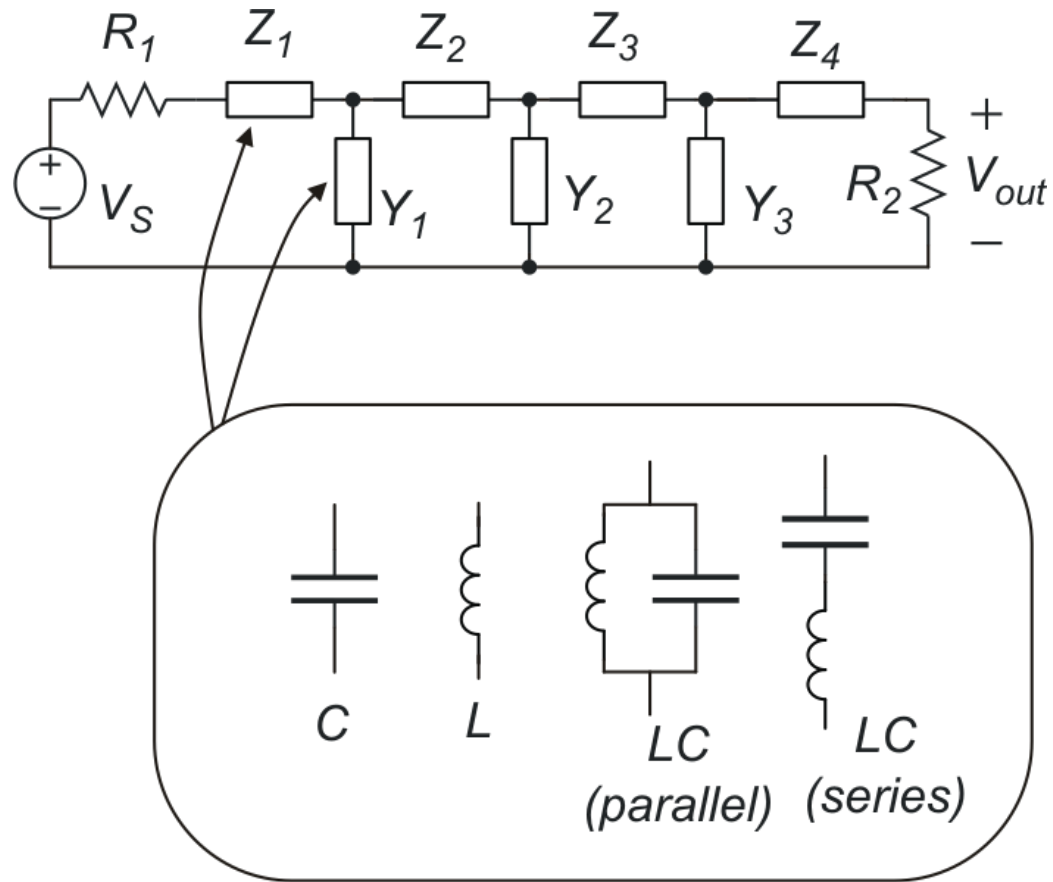 R1 Z1 Z2 Z3 Z4
+
+
−
VS
Y1
Y2
Y3
R2
Vout
−
C
L
LC
(parallel)
LC
(series)